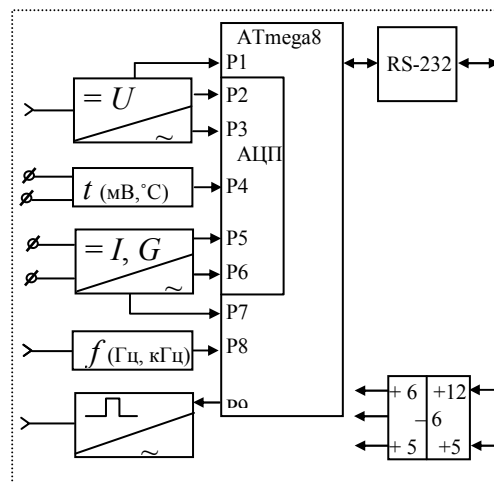 ATmega8
P1
= U
P2
~
P3
АЦП
t (мВ,˚С)
P4
= I, G
P5
~
P6
P7
f (Гц, кГц)
P8
P9
~
RS-232
+ 6
+12
– 6
+ 5
+5